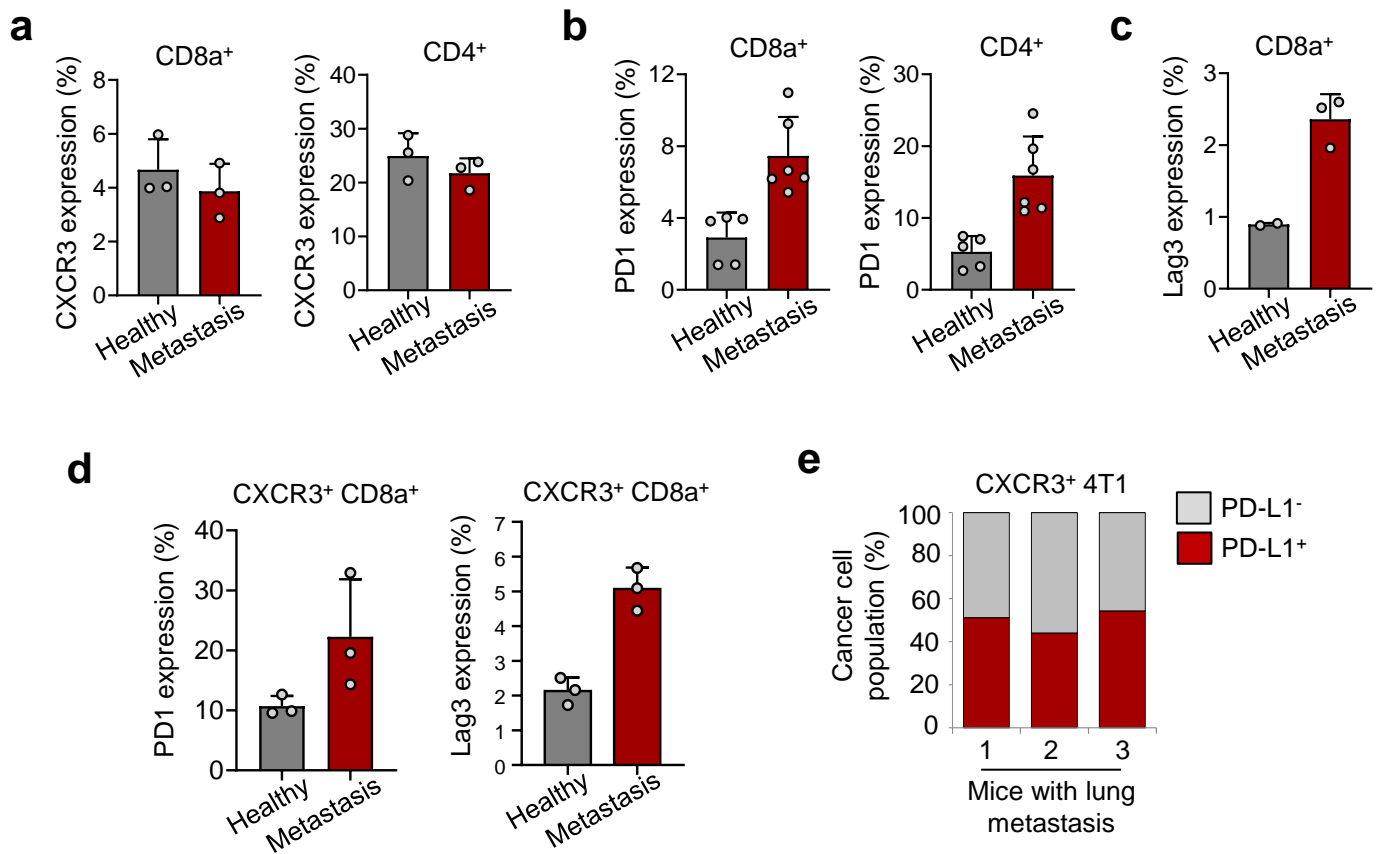 a
CD8a⁺
CXCR3 expression (%)
8
6
4
2
0
Healthy
Metastasis
CD4⁺
CXCR3 expression (%)
40
30
20
10
0
Healthy
Metastasis
b
CD8a⁺
PD1 expression (%)
12
8
4
0
Healthy
Metastasis
CD4⁺
PD1 expression (%)
30
20
10
0
Healthy
Metastasis
c
CD8a⁺
Lag3 expression (%)
3
2
1
0
Healthy
Metastasis
d
CXCR3⁺ CD8a⁺
PD1 expression (%)
40
30
20
10
0
Healthy
Metastasis
CXCR3⁺ CD8a⁺
Lag3 expression (%)
7
6
5
4
3
2
1
0
Healthy
Metastasis
e
CXCR3⁺ 4T1
Cancer cell
population (%)
100
80
60
40
20
0
1 2 3
Mice with lung
metastasis
PD-L1⁻
PD-L1⁺